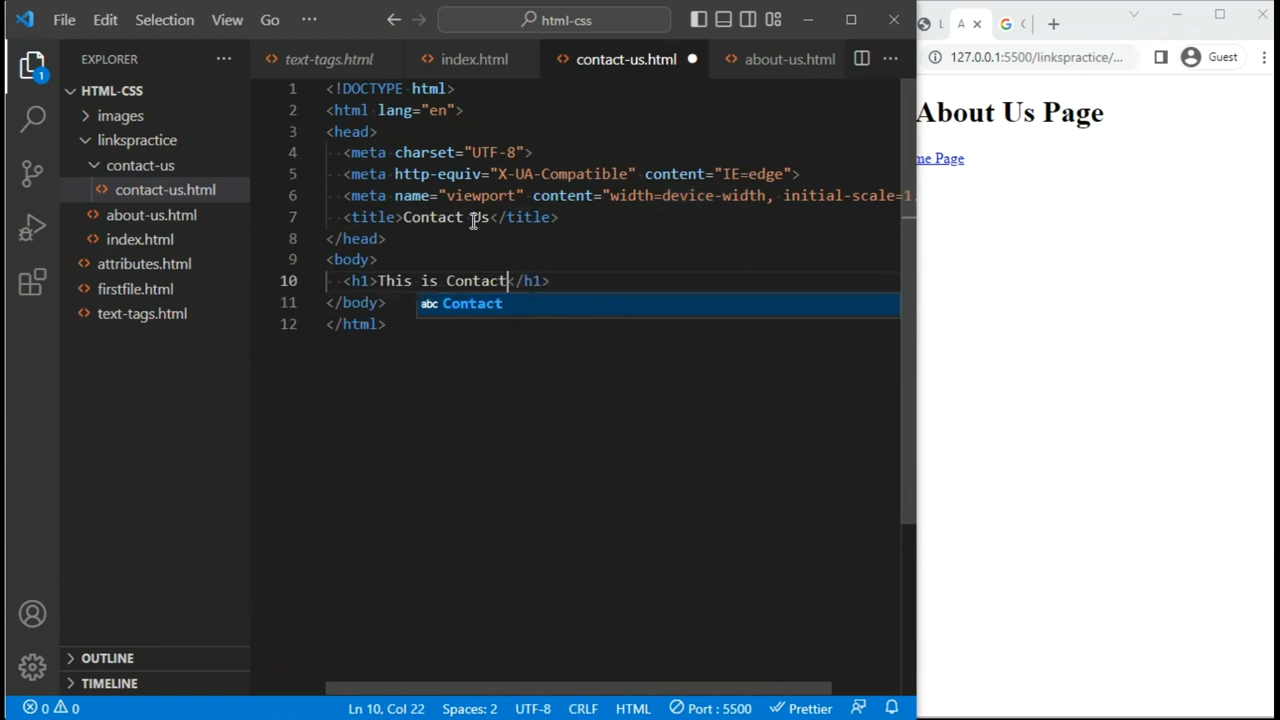 File Edit Selection View Go ··· html-css
EXPLORER ···
1
HTML-CSS
images
linkspractice
contact-us
contact-us.html
about-us.html
index.html
attributes.html
firstfile.html
text-tags.html
OUTLINE
TIMELINE
text-tags.html index.html contact-us.html about-us.html ···
1 <!DOCTYPE html>
2 <html lang="en">
3 <head>
4 <meta charset="UTF-8">
5 <meta http-equiv="X-UA-Compatible" content="IE=edge">
6 <meta name="viewport" content="width=device-width, initial-scale=1.
7 <title>Contact Us</title>
8 </head>
9 <body>
10 <h1>This is Contact</h1>
11 </body>
12 </html>
abc Contact
0 0 Ln 10, Col 22 Spaces: 2 UTF-8 CRLF HTML Port : 5500 Prettier
L A G C
127.0.0.1:5500/linkspractice/... Guest
About Us Page
me Page